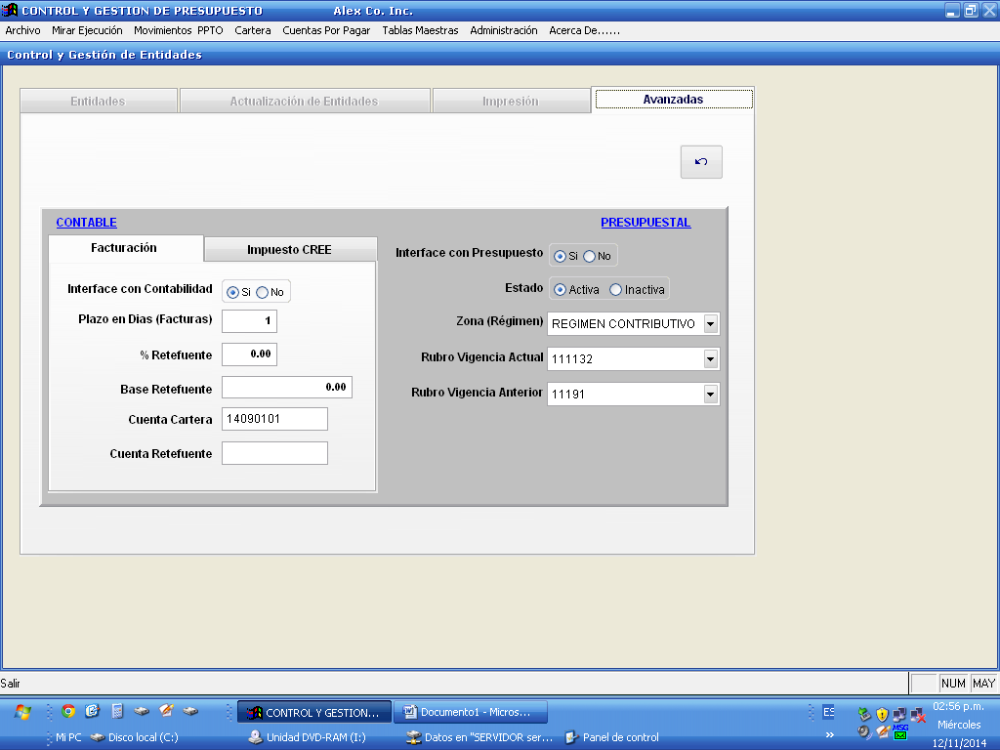 CONTROL Y GESTION DE PRESUPUESTO Alex Co. Inc.
Archivo Mirar Ejecución Movimientos PPTO Cartera Cuentas Por Pagar Tablas Maestras Administración Acerca De......
Control y Gestión de Entidades
Entidades Actualización de Entidades Impresión Avanzadas
CONTABLE PRESUPUESTAL
Facturación Impuesto CREE
Interface con Presupuesto Si No
Interface con Contabilidad Si No
Estado Activa Inactiva
Plazo en Dias (Facturas) 1
Zona (Régimen) REGIMEN CONTRIBUTIVO
% Retefuente 0.00
Rubro Vigencia Actual 111132
Base Retefuente 0.00
Rubro Vigencia Anterior 11191
Cuenta Cartera 14090101
Cuenta Retefuente
Salir NUM MAY
CONTROL Y GESTION... Documento1 - Micros... ES 02:56 p.m.
Miércoles
MSG
Mi PC Disco local (C:) Unidad DVD-RAM (I:) Datos en "SERVIDOR ser... Panel de control » 12/11/2014